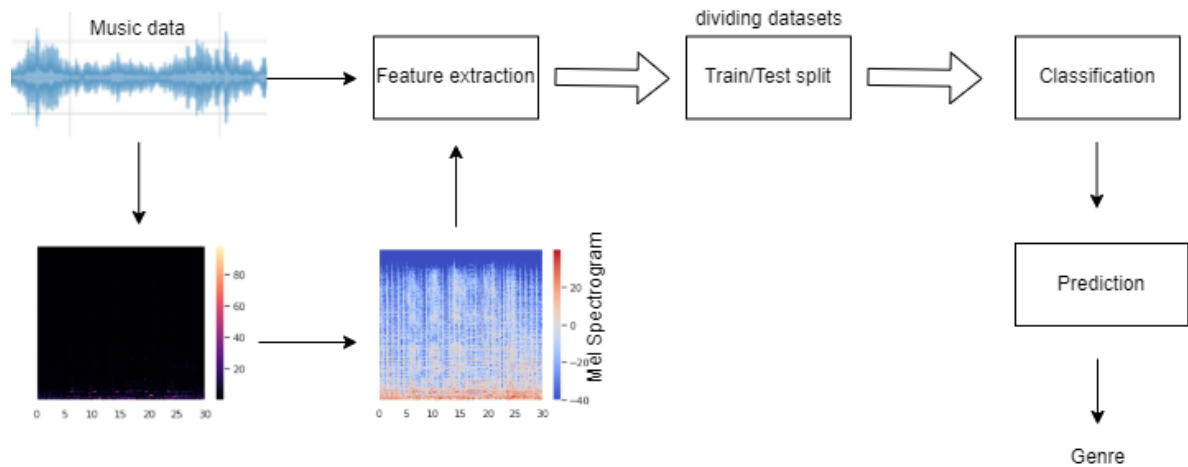 Music data
dividing datasets
Feature extraction
Train/Test split
Classification
80
60
40
20
0 5 10 15 20 25 30
Mel Spectrogram
20
0
−20
−40
0 5 10 15 20 25 30
Prediction
Genre